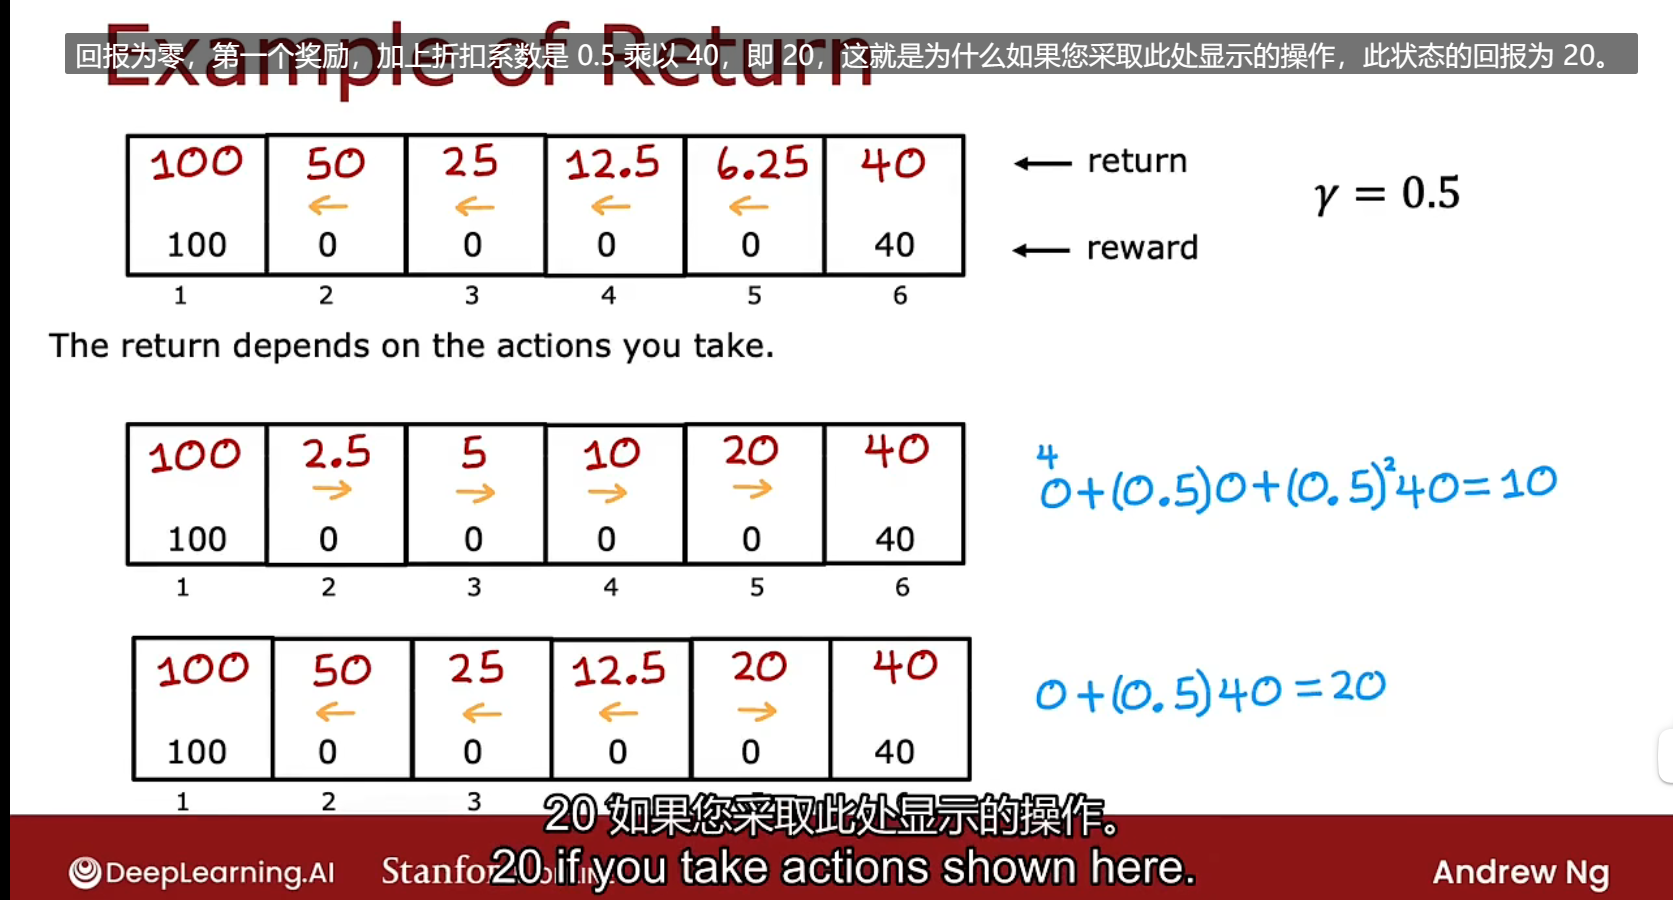 Example of Return
回报为零，第一个奖励，加上折扣系数是 0.5 乘以 40，即 20，这就是为什么如果您采取此处显示的操作，此状态的回报为 20。
100 50 25 12.5 6.25 40 ← return
← ← ← ←
γ = 0.5
100 0 0 0 0 40 ← reward
1 2 3 4 5 6
The return depends on the actions you take.
100 2.5 5 10 20 40
→ → → →
4
0+(0.5)0+(0.5)²40=10
100 0 0 0 0 40
1 2 3 4 5 6
100 50 25 12.5 20 40
← ← ← →
0+(0.5)40=20
100 0 0 0 0 40
1 2 3
20 如果您采取此处显示的操作。
20 if you take actions shown here.
DeepLearning.AI
Andrew Ng